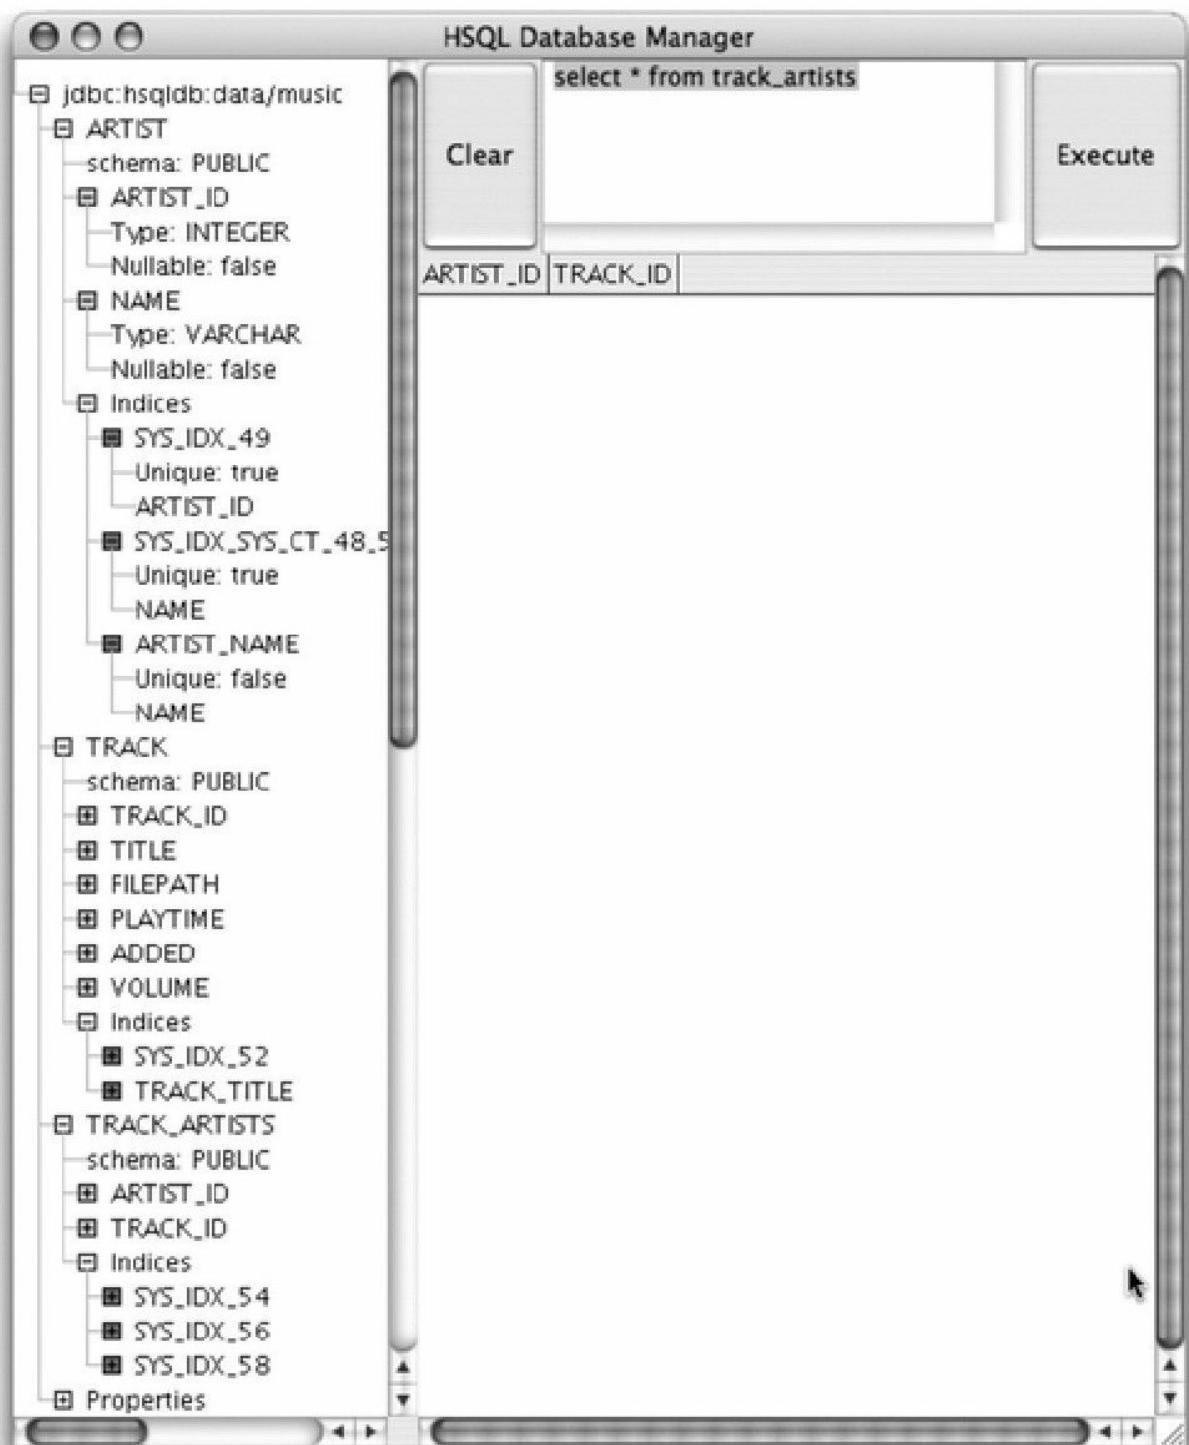 HSQL Database Manager
jdbc:hsqldb:data/music
ARTIST
schema: PUBLIC
ARTIST_ID
Type: INTEGER
Nullable: false
NAME
Type: VARCHAR
Nullable: false
Indices
SYS_IDX_49
Unique: true
ARTIST_ID
SYS_IDX_SYS_CT_48_5
Unique: true
NAME
ARTIST_NAME
Unique: false
NAME
TRACK
schema: PUBLIC
TRACK_ID
TITLE
FILEPATH
PLAYTIME
ADDED
VOLUME
Indices
SYS_IDX_52
TRACK_TITLE
TRACK_ARTISTS
schema: PUBLIC
ARTIST_ID
TRACK_ID
Indices
SYS_IDX_54
SYS_IDX_56
SYS_IDX_58
Properties
Clear
select * from track_artists
Execute
ARTIST_ID TRACK_ID